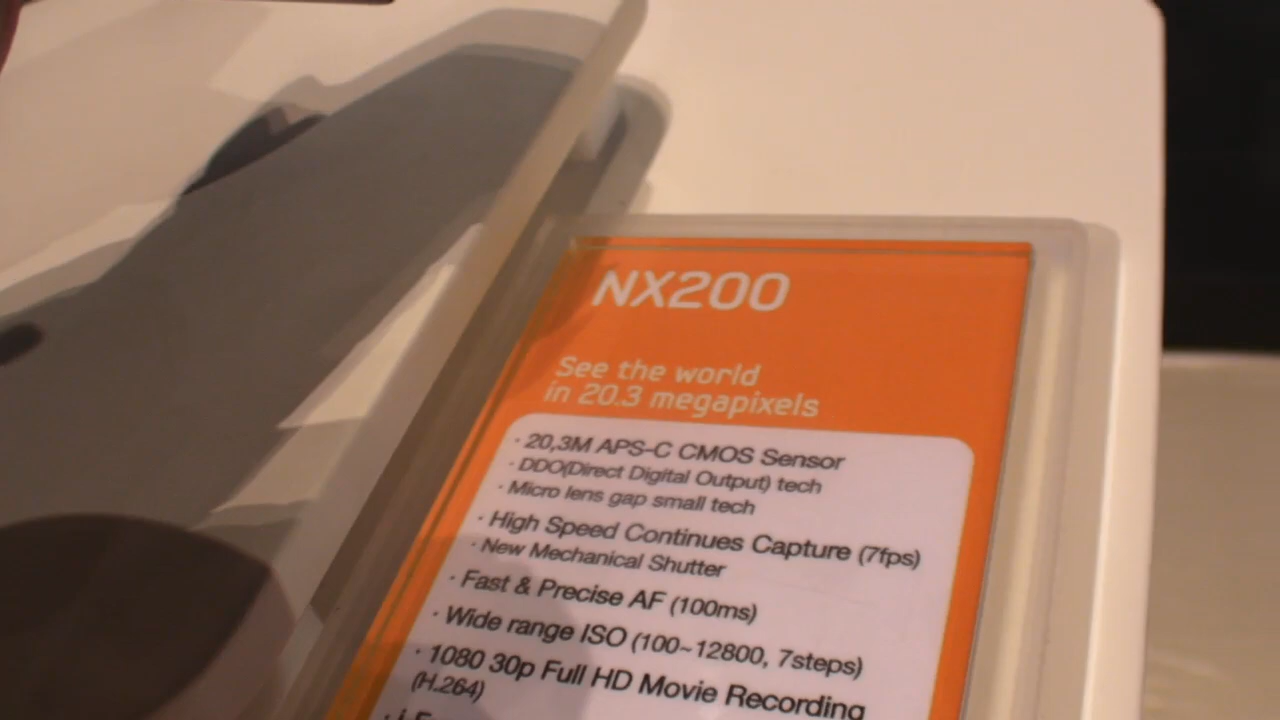 NX200
See the world
in 20.3 megapixels
· 20,3M APS-C CMOS Sensor
· DDO(Direct Digital Output) tech
· Micro lens gap small tech
· High Speed Continues Capture (7fps)
· New Mechanical Shutter
· Fast & Precise AF (100ms)
· Wide range ISO (100~12800, 7steps)
· 1080 30p Full HD Movie Recording
(H.264)